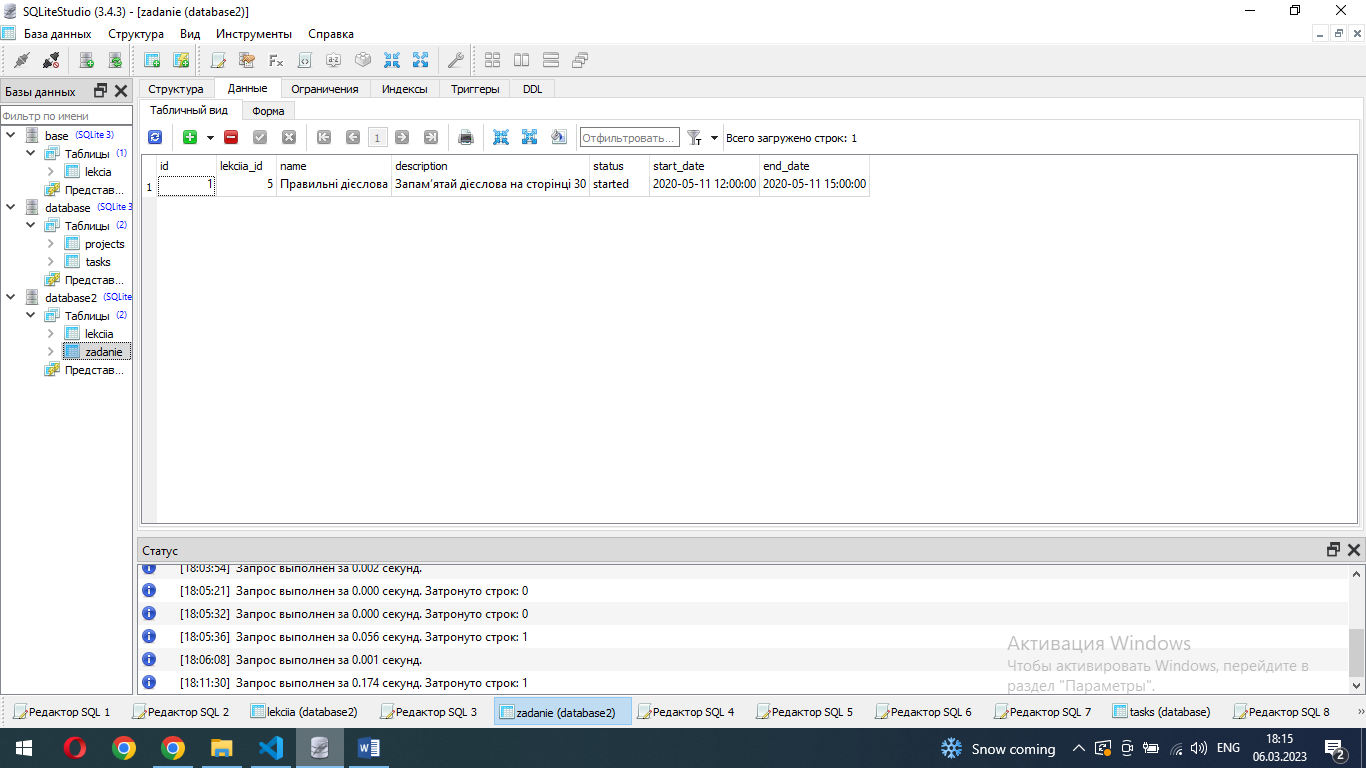 SQLiteStudio (3.4.3) - [zadanie (database2)]
База данных Структура Вид Инструменты Справка
Базы данных
Фильтр по имени
base (SQLite 3)
Таблицы (1)
lekcia
Представ...
database (SQLite 3
Таблицы (2)
projects
tasks
Представ...
database2 (SQLite
Таблицы (2)
lekciia
zadanie
Представ...
Структура Данные Ограничения Индексы Триггеры DDL
Табличный вид Форма
1 Отфильтровать... Всего загружено строк: 1
id lekciia_id name description status start_date end_date
1 1 5 Правильні дієслова Запам'ятай дієслова на сторінці 30 started 2020-05-11 12:00:00 2020-05-11 15:00:00
Статус
[18:03:54] Запрос выполнен за 0.002 секунд.
[18:05:21] Запрос выполнен за 0.000 секунд. Затронуто строк: 0
[18:05:32] Запрос выполнен за 0.000 секунд. Затронуто строк: 0
[18:05:36] Запрос выполнен за 0.056 секунд. Затронуто строк: 1
[18:06:08] Запрос выполнен за 0.001 секунд.
[18:11:30] Запрос выполнен за 0.174 секунд. Затронуто строк: 1
Активация Windows
Чтобы активировать Windows, перейдите в
раздел "Параметры".
Редактор SQL 1 Редактор SQL 2 lekciia (database2) Редактор SQL 3 zadanie (database2) Редактор SQL 4 Редактор SQL 5 Редактор SQL 6 Редактор SQL 7 tasks (database) Редактор SQL 8 »
Snow coming ENG 18:15
06.03.2023 2